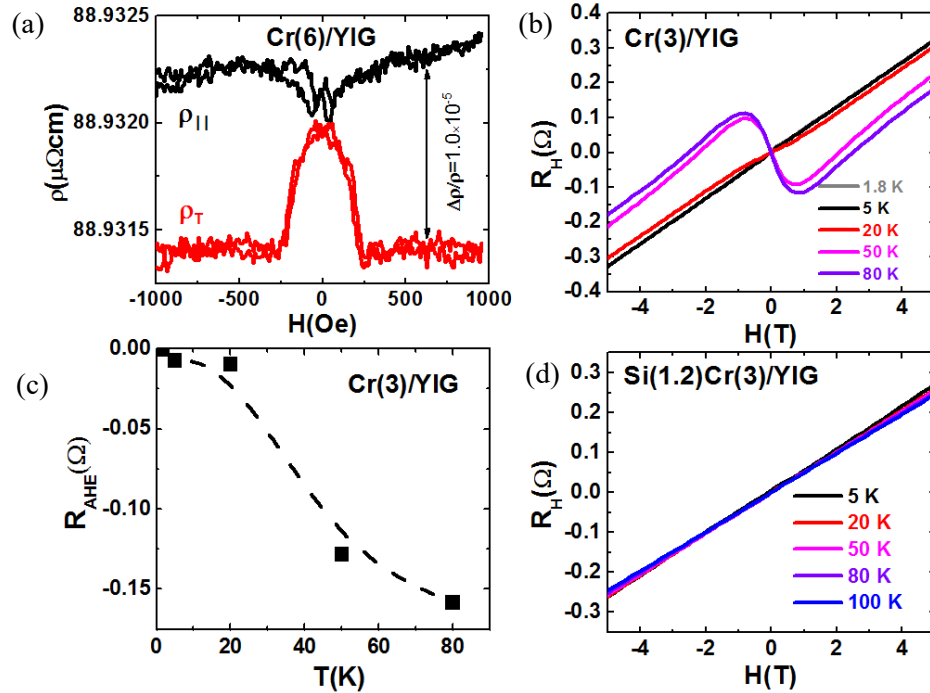 (a)
Cr(6)/YIG
88.9325
88.9320
88.9315
ρ(μΩcm)
ρ||
ρT
Δρ/ρ=1.0×10-5
-1000 -500 0 500 1000
H(Oe)
(b)
Cr(3)/YIG
0.4
0.3
0.2
0.1
0.0
-0.1
-0.2
-0.3
-0.4
RH(Ω)
1.8 K
5 K
20 K
50 K
80 K
-4 -2 0 2 4
H(T)
(c)
Cr(3)/YIG
0.00
-0.05
-0.10
-0.15
RAHE(Ω)
0 20 40 60 80
T(K)
(d)
Si(1.2)Cr(3)/YIG
0.3
0.2
0.1
0.0
-0.1
-0.2
-0.3
RH(Ω)
5 K
20 K
50 K
80 K
100 K
-4 -2 0 2 4
H(T)